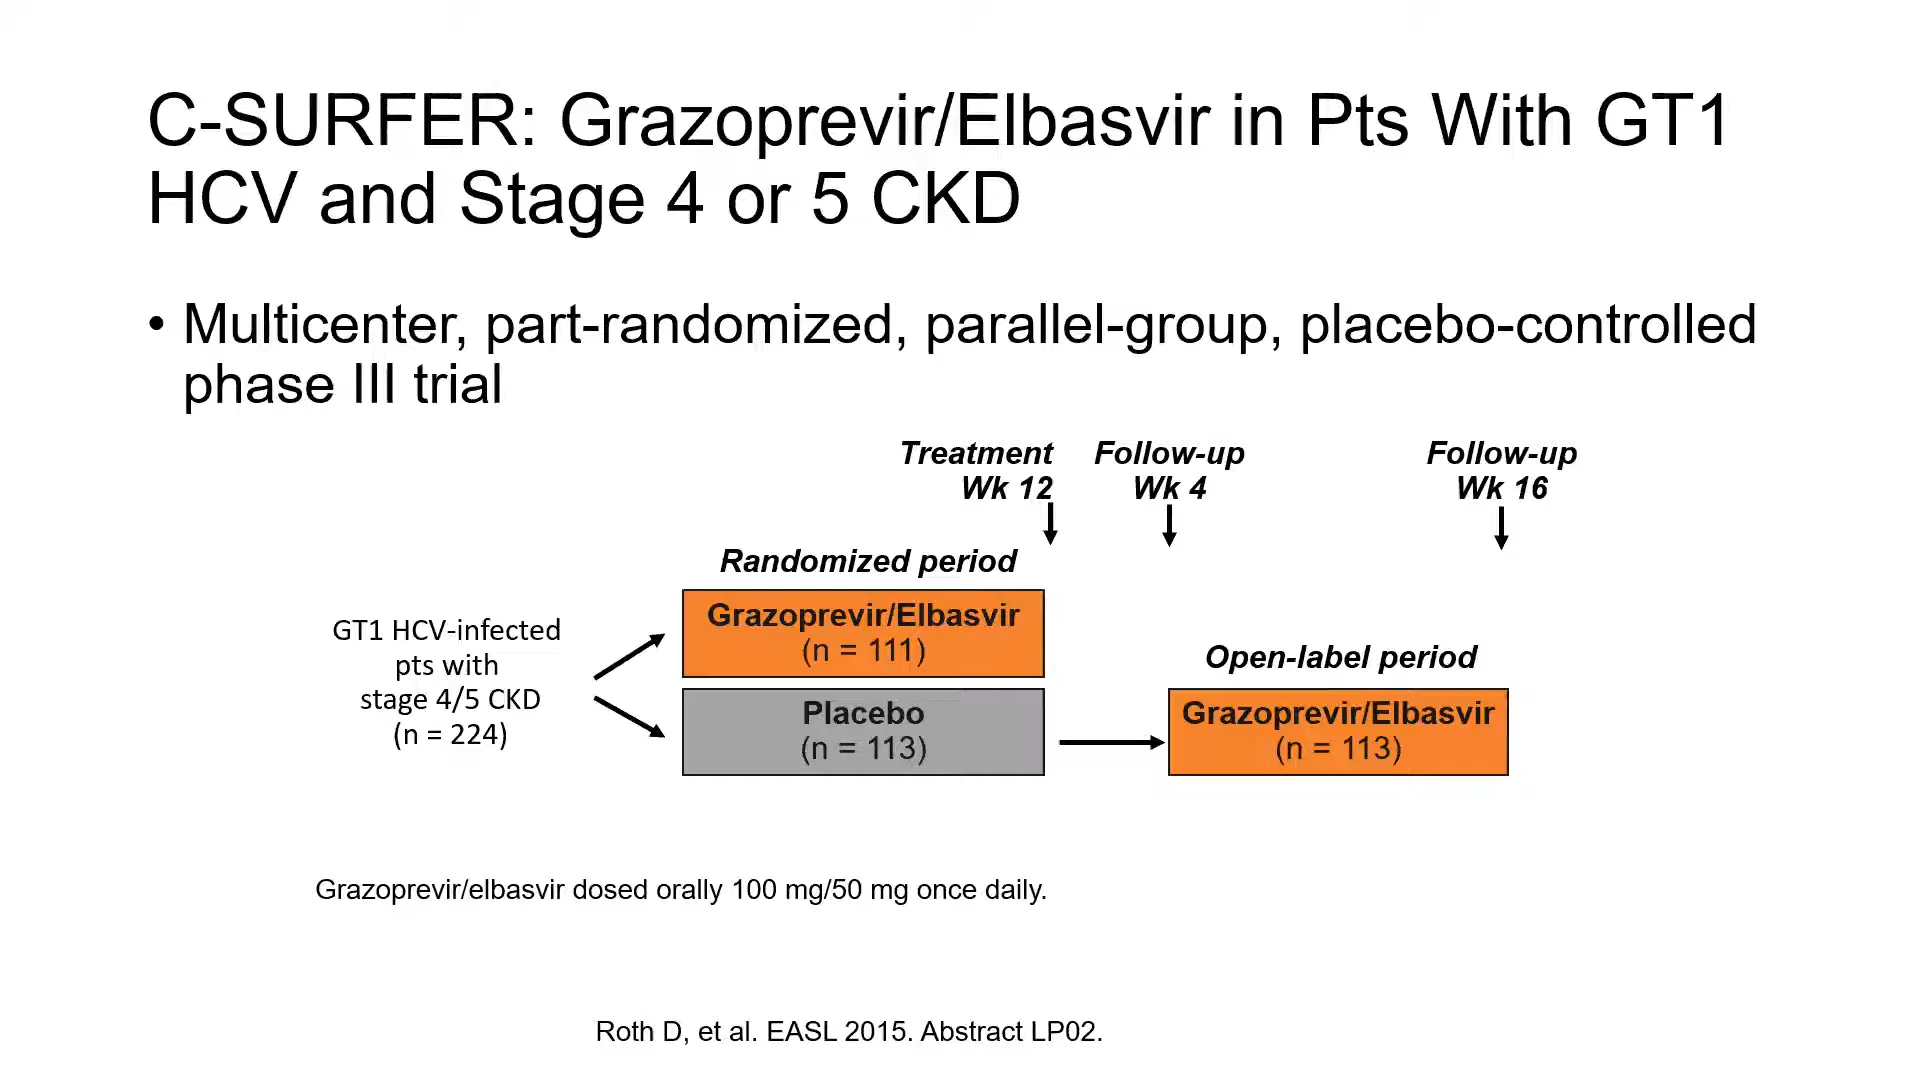 C-SURFER: Grazoprevir/Elbasvir in Pts With GT1
HCV and Stage 4 or 5 CKD
• Multicenter, part-randomized, parallel-group, placebo-controlled
phase III trial
Treatment
Wk 12
Follow-up
Wk 4
Follow-up
Wk 16
Randomized period
GT1 HCV-infected
pts with
stage 4/5 CKD
(n = 224)
Grazoprevir/Elbasvir
(n = 111)
Placebo
(n = 113)
Open-label period
Grazoprevir/Elbasvir
(n = 113)
Grazoprevir/elbasvir dosed orally 100 mg/50 mg once daily.
Roth D, et al. EASL 2015. Abstract LP02.